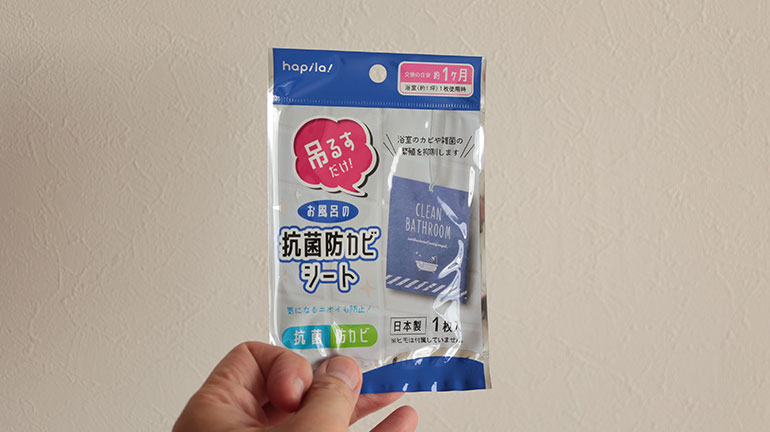 hapila!
交換の目安 約1ヶ月
浴室(約1坪)1枚使用時
吊るす
だけ!
浴室のカビや雑菌の
繁殖を抑制します
お風呂の
抗菌防カビ
シート
CLEAN
BATHROOM
気になるニオイも防止!
抗菌 防カビ
日本製 1枚入
※ヒモは付属していません。